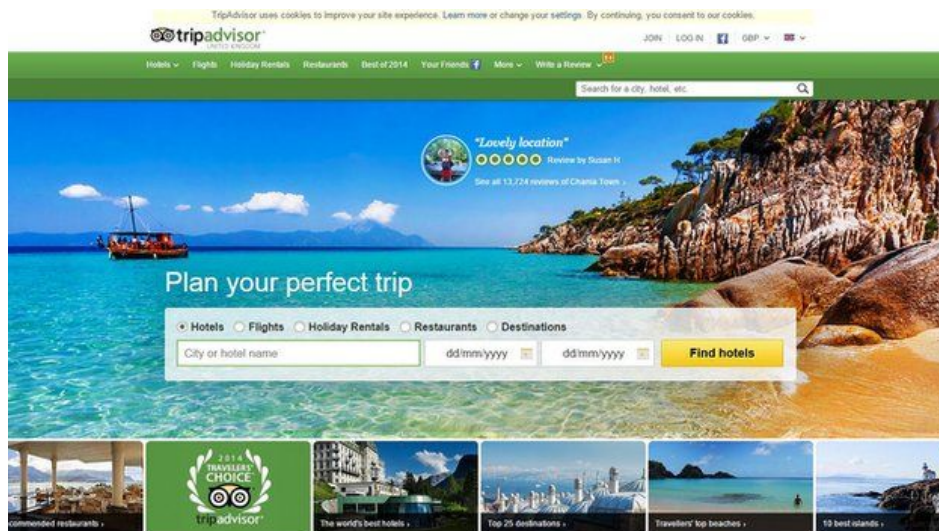 TripAdvisor uses cookies to improve your site experience. Learn more or change your settings. By continuing, you consent to our cookies.
tripadvisor
UNITED KINGDOM
JOIN LOG IN GBP
Hotels Flights Holiday Rentals Restaurants Best of 2014 Your Friends More Write a Review
Search for a city, hotel, etc.
"Lovely location"
Review by Susan H
See all 13,724 reviews of Chania Town
Plan your perfect trip
Hotels Flights Holiday Rentals Restaurants Destinations
City or hotel name dd/mm/yyyy dd/mm/yyyy Find hotels
2014
TRAVELERS'
CHOICE
tripadvisor
commended restaurants
The world's best hotels
Top 25 destinations
Travellers' top beaches
10 best islands